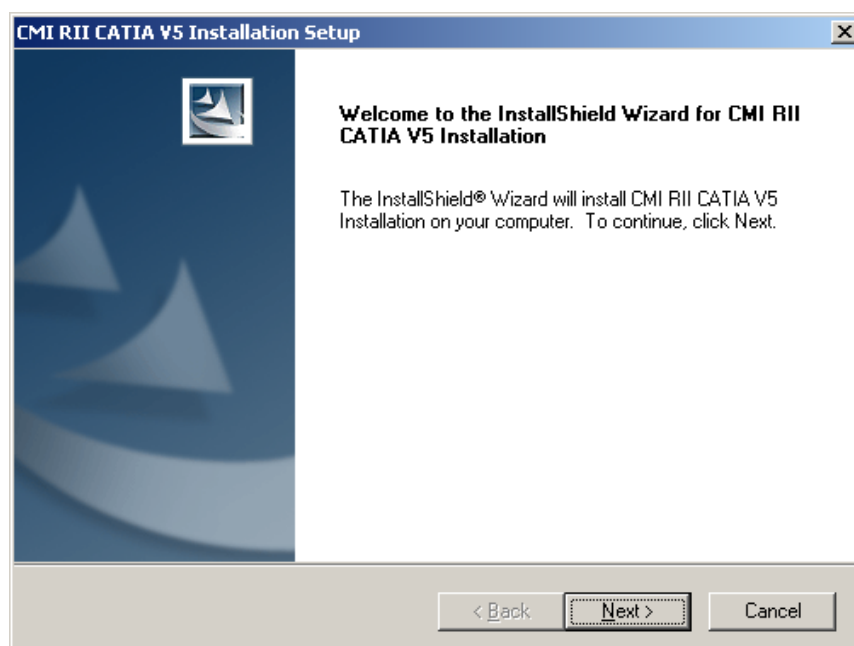 CMI RII CATIA V5 Installation Setup
Welcome to the InstallShield Wizard for CMI RII
CATIA V5 Installation
The InstallShield® Wizard will install CMI RII CATIA V5
Installation on your computer.  To continue, click Next.
< Back Next > Cancel